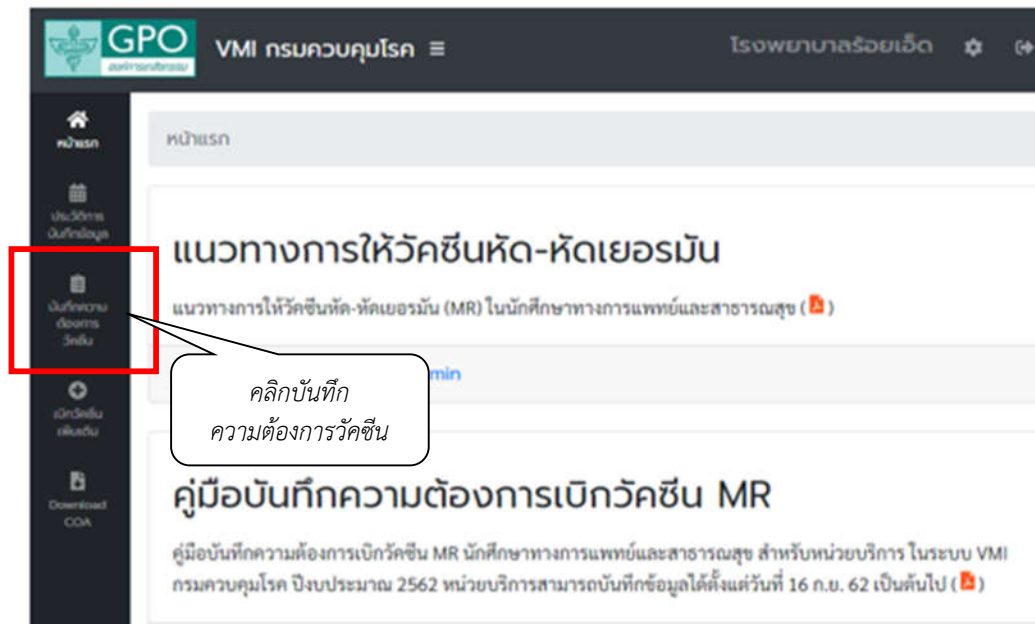 GPO
องค์การเภสัชกรรม
VMI กรมควบคุมโรค
โรงพยาบาลร้อยเอ็ด
หน้าแรก
หน้าแรก
ประวัติการ
บันทึกข้อมูล
บันทึกความ
ต้องการ
วัคซีน
เบิกวัคซีน
เพิ่มเติม
Download
COA
แนวทางการให้วัคซีนหัด-หัดเยอรมัน
แนวทางการให้วัคซีนหัด-หัดเยอรมัน (MR) ในนักศึกษาทางการแพทย์และสาธารณสุข ( )
min
คลิกบันทึก
ความต้องการวัคซีน
คู่มือบันทึกความต้องการเบิกวัคซีน MR
คู่มือบันทึกความต้องการเบิกวัคซีน MR นักศึกษาทางการแพทย์และสาธารณสุข สำหรับหน่วยบริการ ในระบบ VMI
กรมควบคุมโรค ปีงบประมาณ 2562 หน่วยบริการสามารถบันทึกข้อมูลได้ตั้งแต่วันที่ 16 ก.ย. 62 เป็นต้นไป ( )